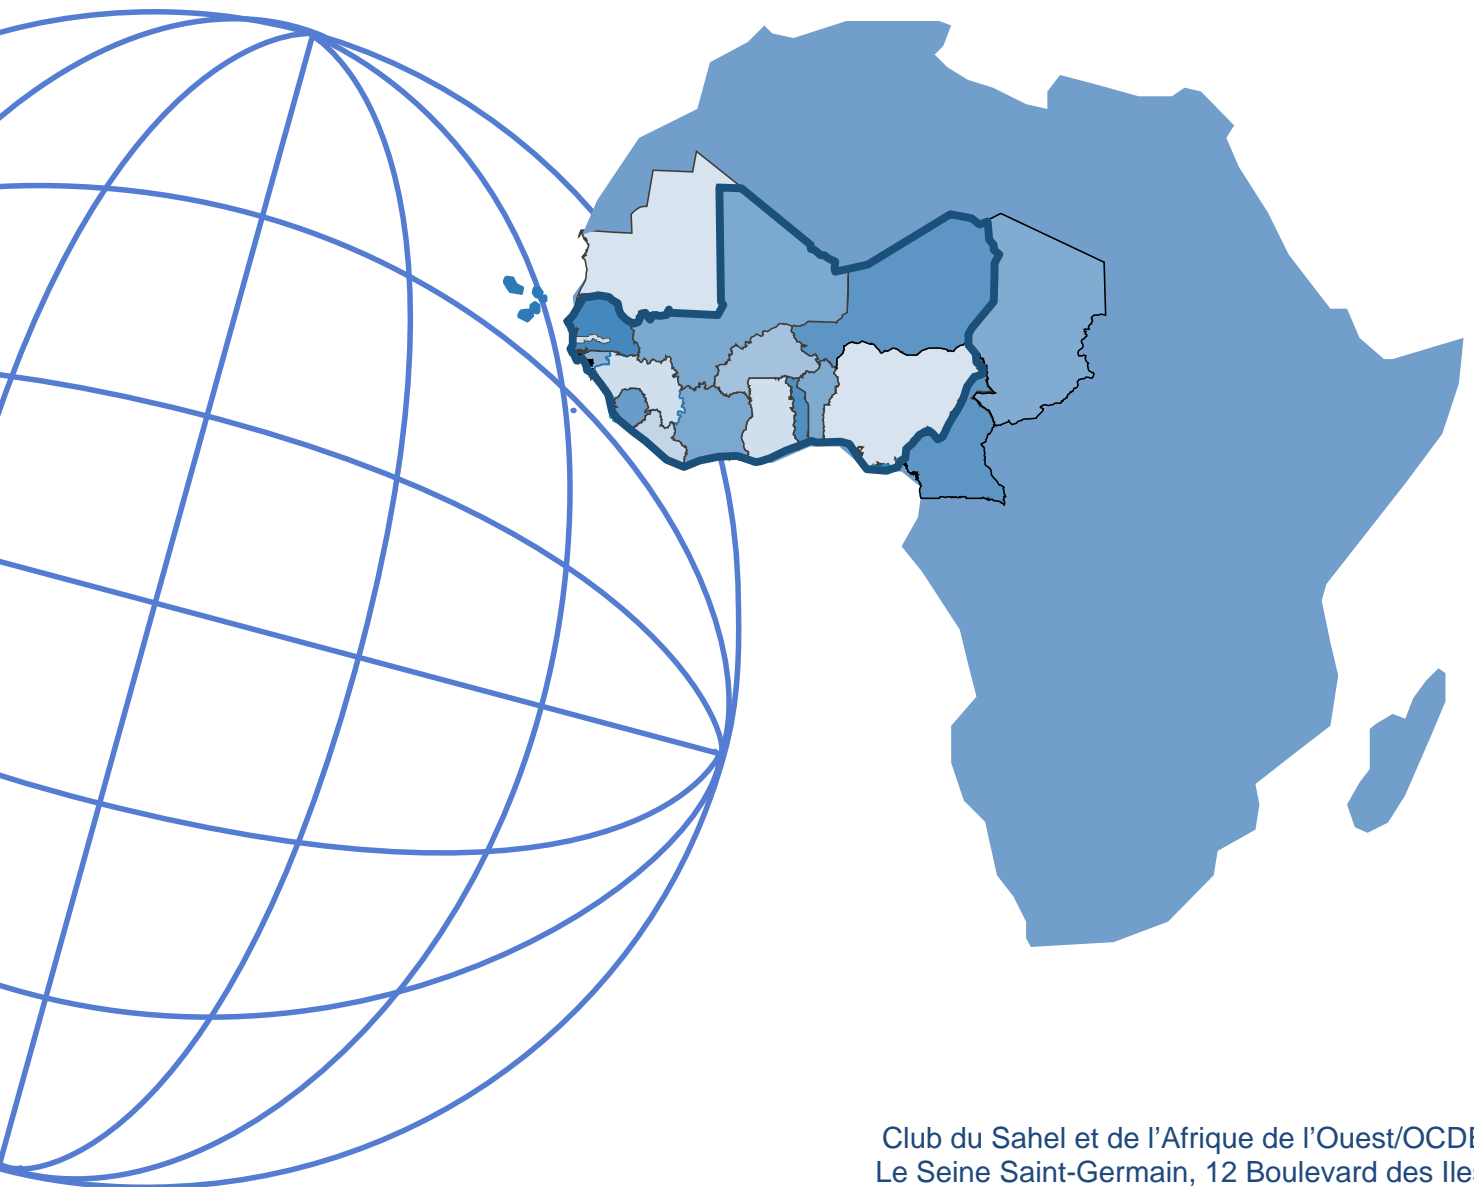 Club du Sahel et de l’Afrique de l’Ouest/OCDE
Le Seine Saint-Germain, 12 Boulevard des Iles